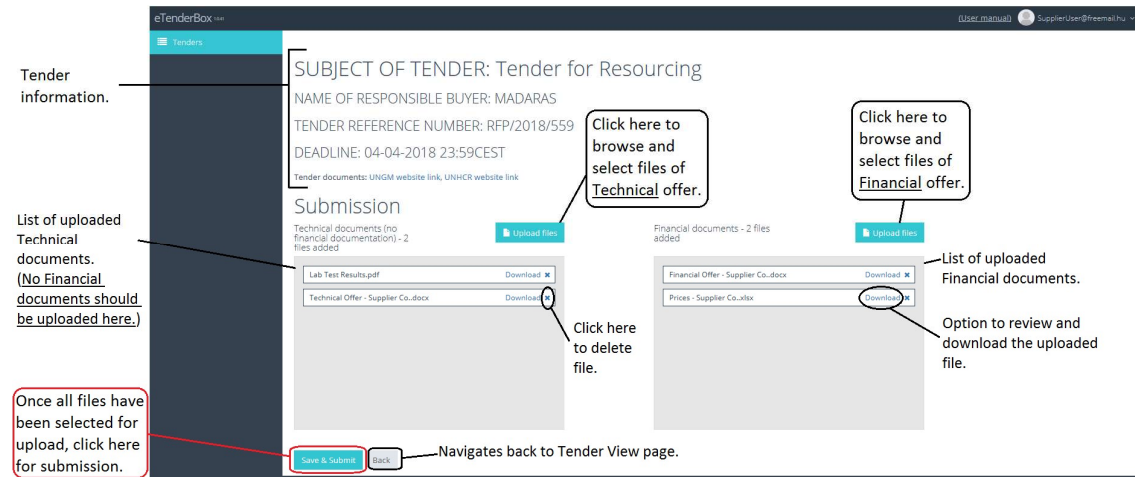 eTenderBox
(User manual) SupplierUser@freemail.hu
Tenders
Tender
information.
SUBJECT OF TENDER: Tender for Resourcing
NAME OF RESPONSIBLE BUYER: MADARAS
TENDER REFERENCE NUMBER: RFP/2018/559
DEADLINE: 04-04-2018 23:59CEST
Tender documents: UNGM website link, UNHCR website link
Click here to
browse and
select files of
Technical offer.
Click here to
browse and
select files of
Financial offer.
Submission
Technical documents (no
financial documentation) - 2
files added
Upload files
Financial documents - 2 files
added
Upload files
List of uploaded
Technical
documents.
(No Financial
documents should
be uploaded here.)
Lab Test Results.pdf Download ✖
Technical Offer - Supplier Co..docx Download ✖
Financial Offer - Supplier Co..docx Download ✖
Prices - Supplier Co..xlsx Download ✖
List of uploaded
Financial documents.
Click here
to delete
file.
Option to review and
download the uploaded
file.
Once all files have
been selected for
upload, click here
for submission.
Save & Submit Back
Navigates back to Tender View page.